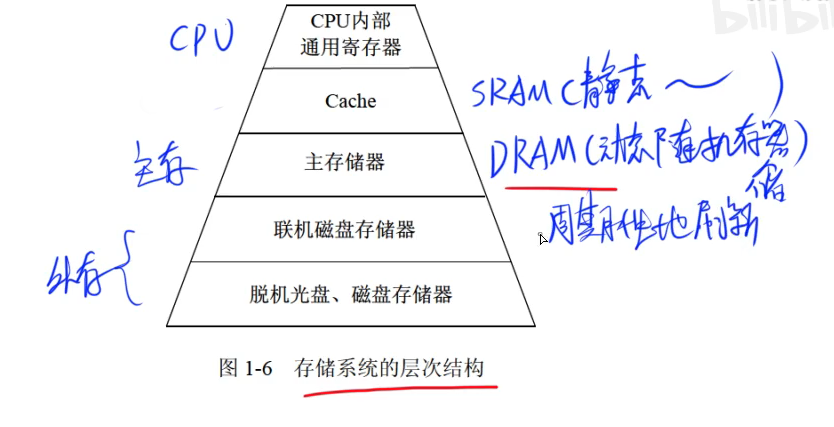 bilibili
CPU内部
通用寄存器
CPU
Cache
SRAM(静态～)
主存储器
主存
DRAM(动态随机存储器)
联机磁盘存储器
周期性地刷新
外存
脱机光盘、磁盘存储器
图 1-6 存储系统的层次结构